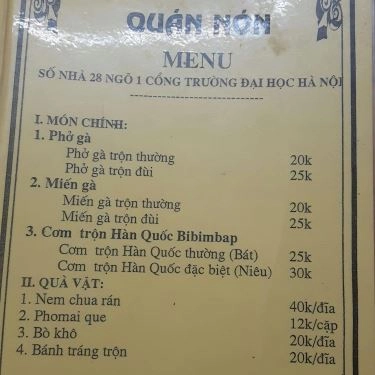 QUÁN NÓN
MENU
SỐ NHÀ 28 NGÕ 1 CỔNG TRƯỜNG ĐẠI HỌC HÀ NỘI
I. MÓN CHÍNH:
1. Phở gà
Phở gà trộn thường 20k
Phở gà trộn đùi 25k
2. Miến gà
Miến gà trộn thường 20k
Miến gà trộn đùi 25k
3. Cơm trộn Hàn Quốc Bibimbap
Cơm trộn Hàn Quốc thường (Bát) 25k
Cơm trộn Hàn Quốc đặc biệt (Niêu) 30k
II. QUÀ VẶT:
1. Nem chua rán 40k/đĩa
2. Phomai que 12k/cặp
3. Bò khô 20k/đĩa
4. Bánh tráng trộn 20k/đĩa